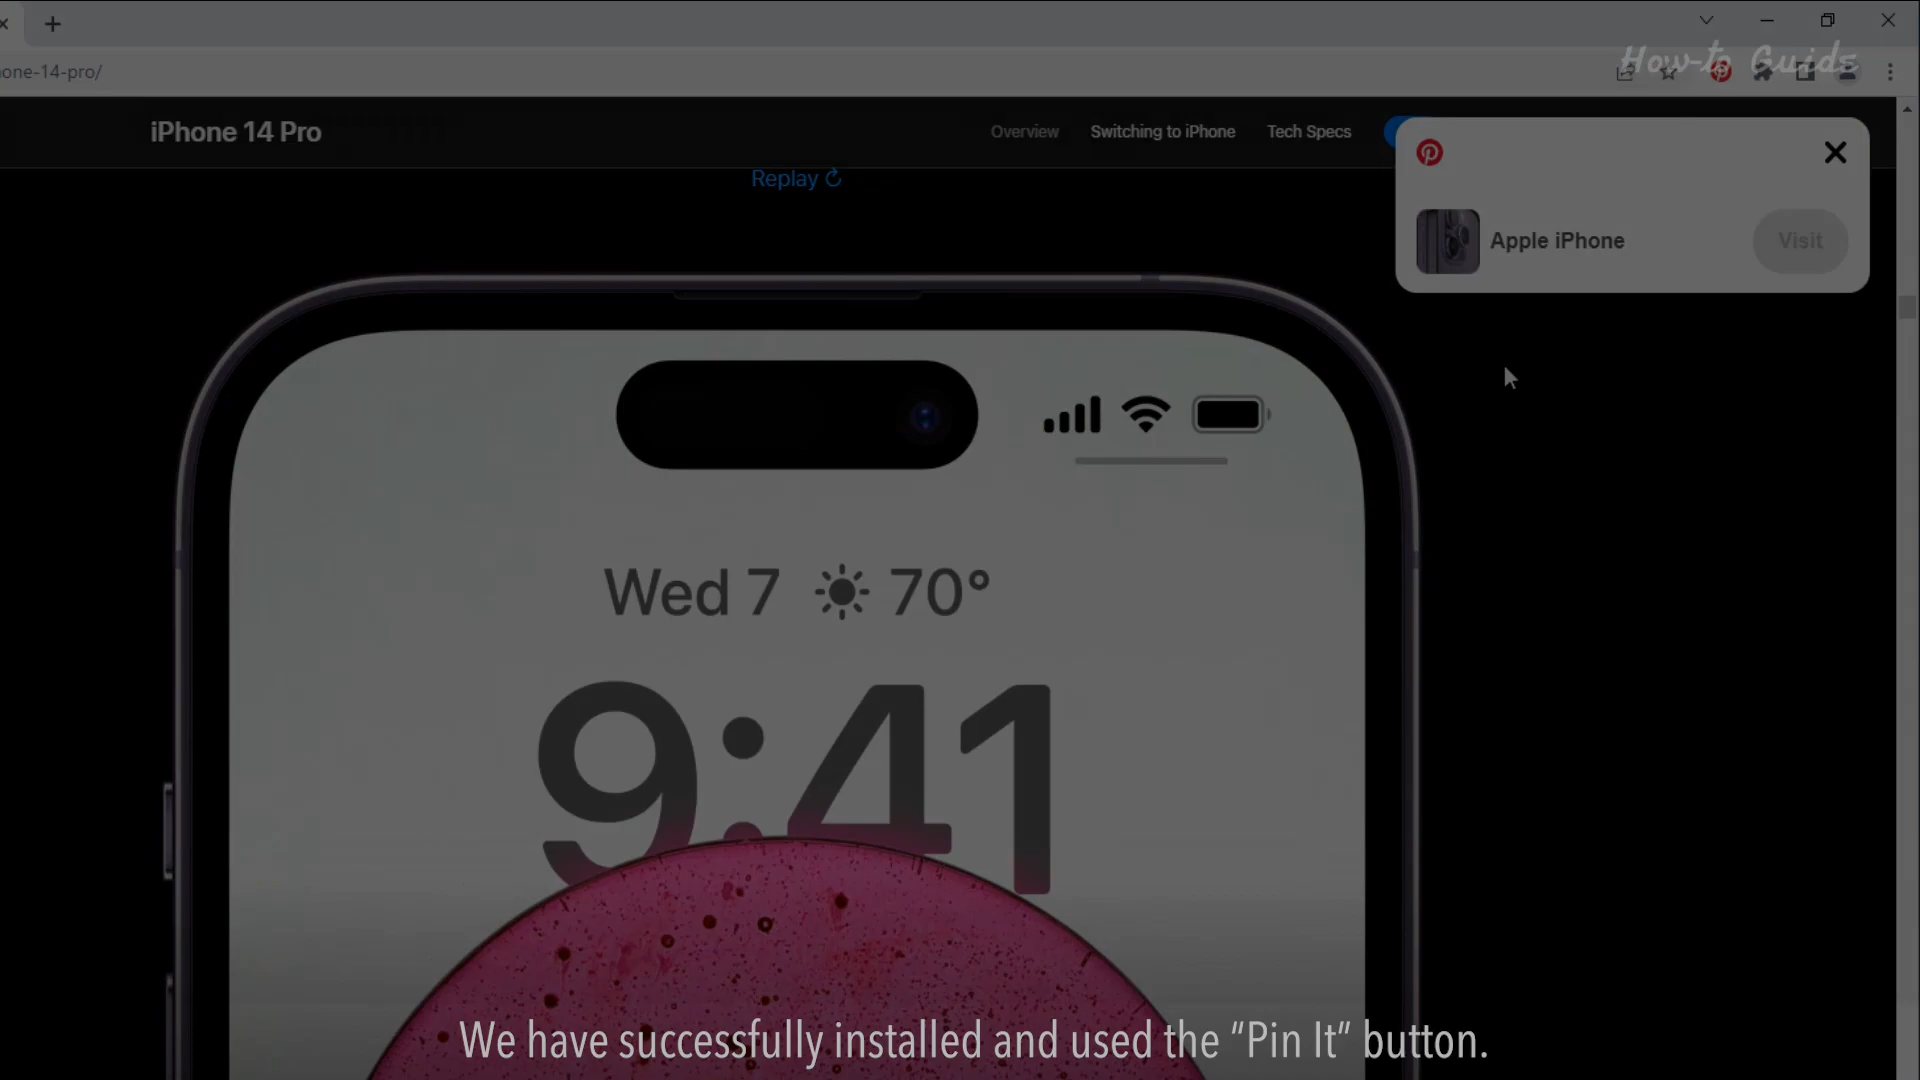 one-14-pro/
How-to Guide
iPhone 14 Pro
Overview
Switching to iPhone
Tech Specs
Replay
Apple iPhone
Visit
Wed 7 70°
9:41
We have successfully installed and used the “Pin It” button.